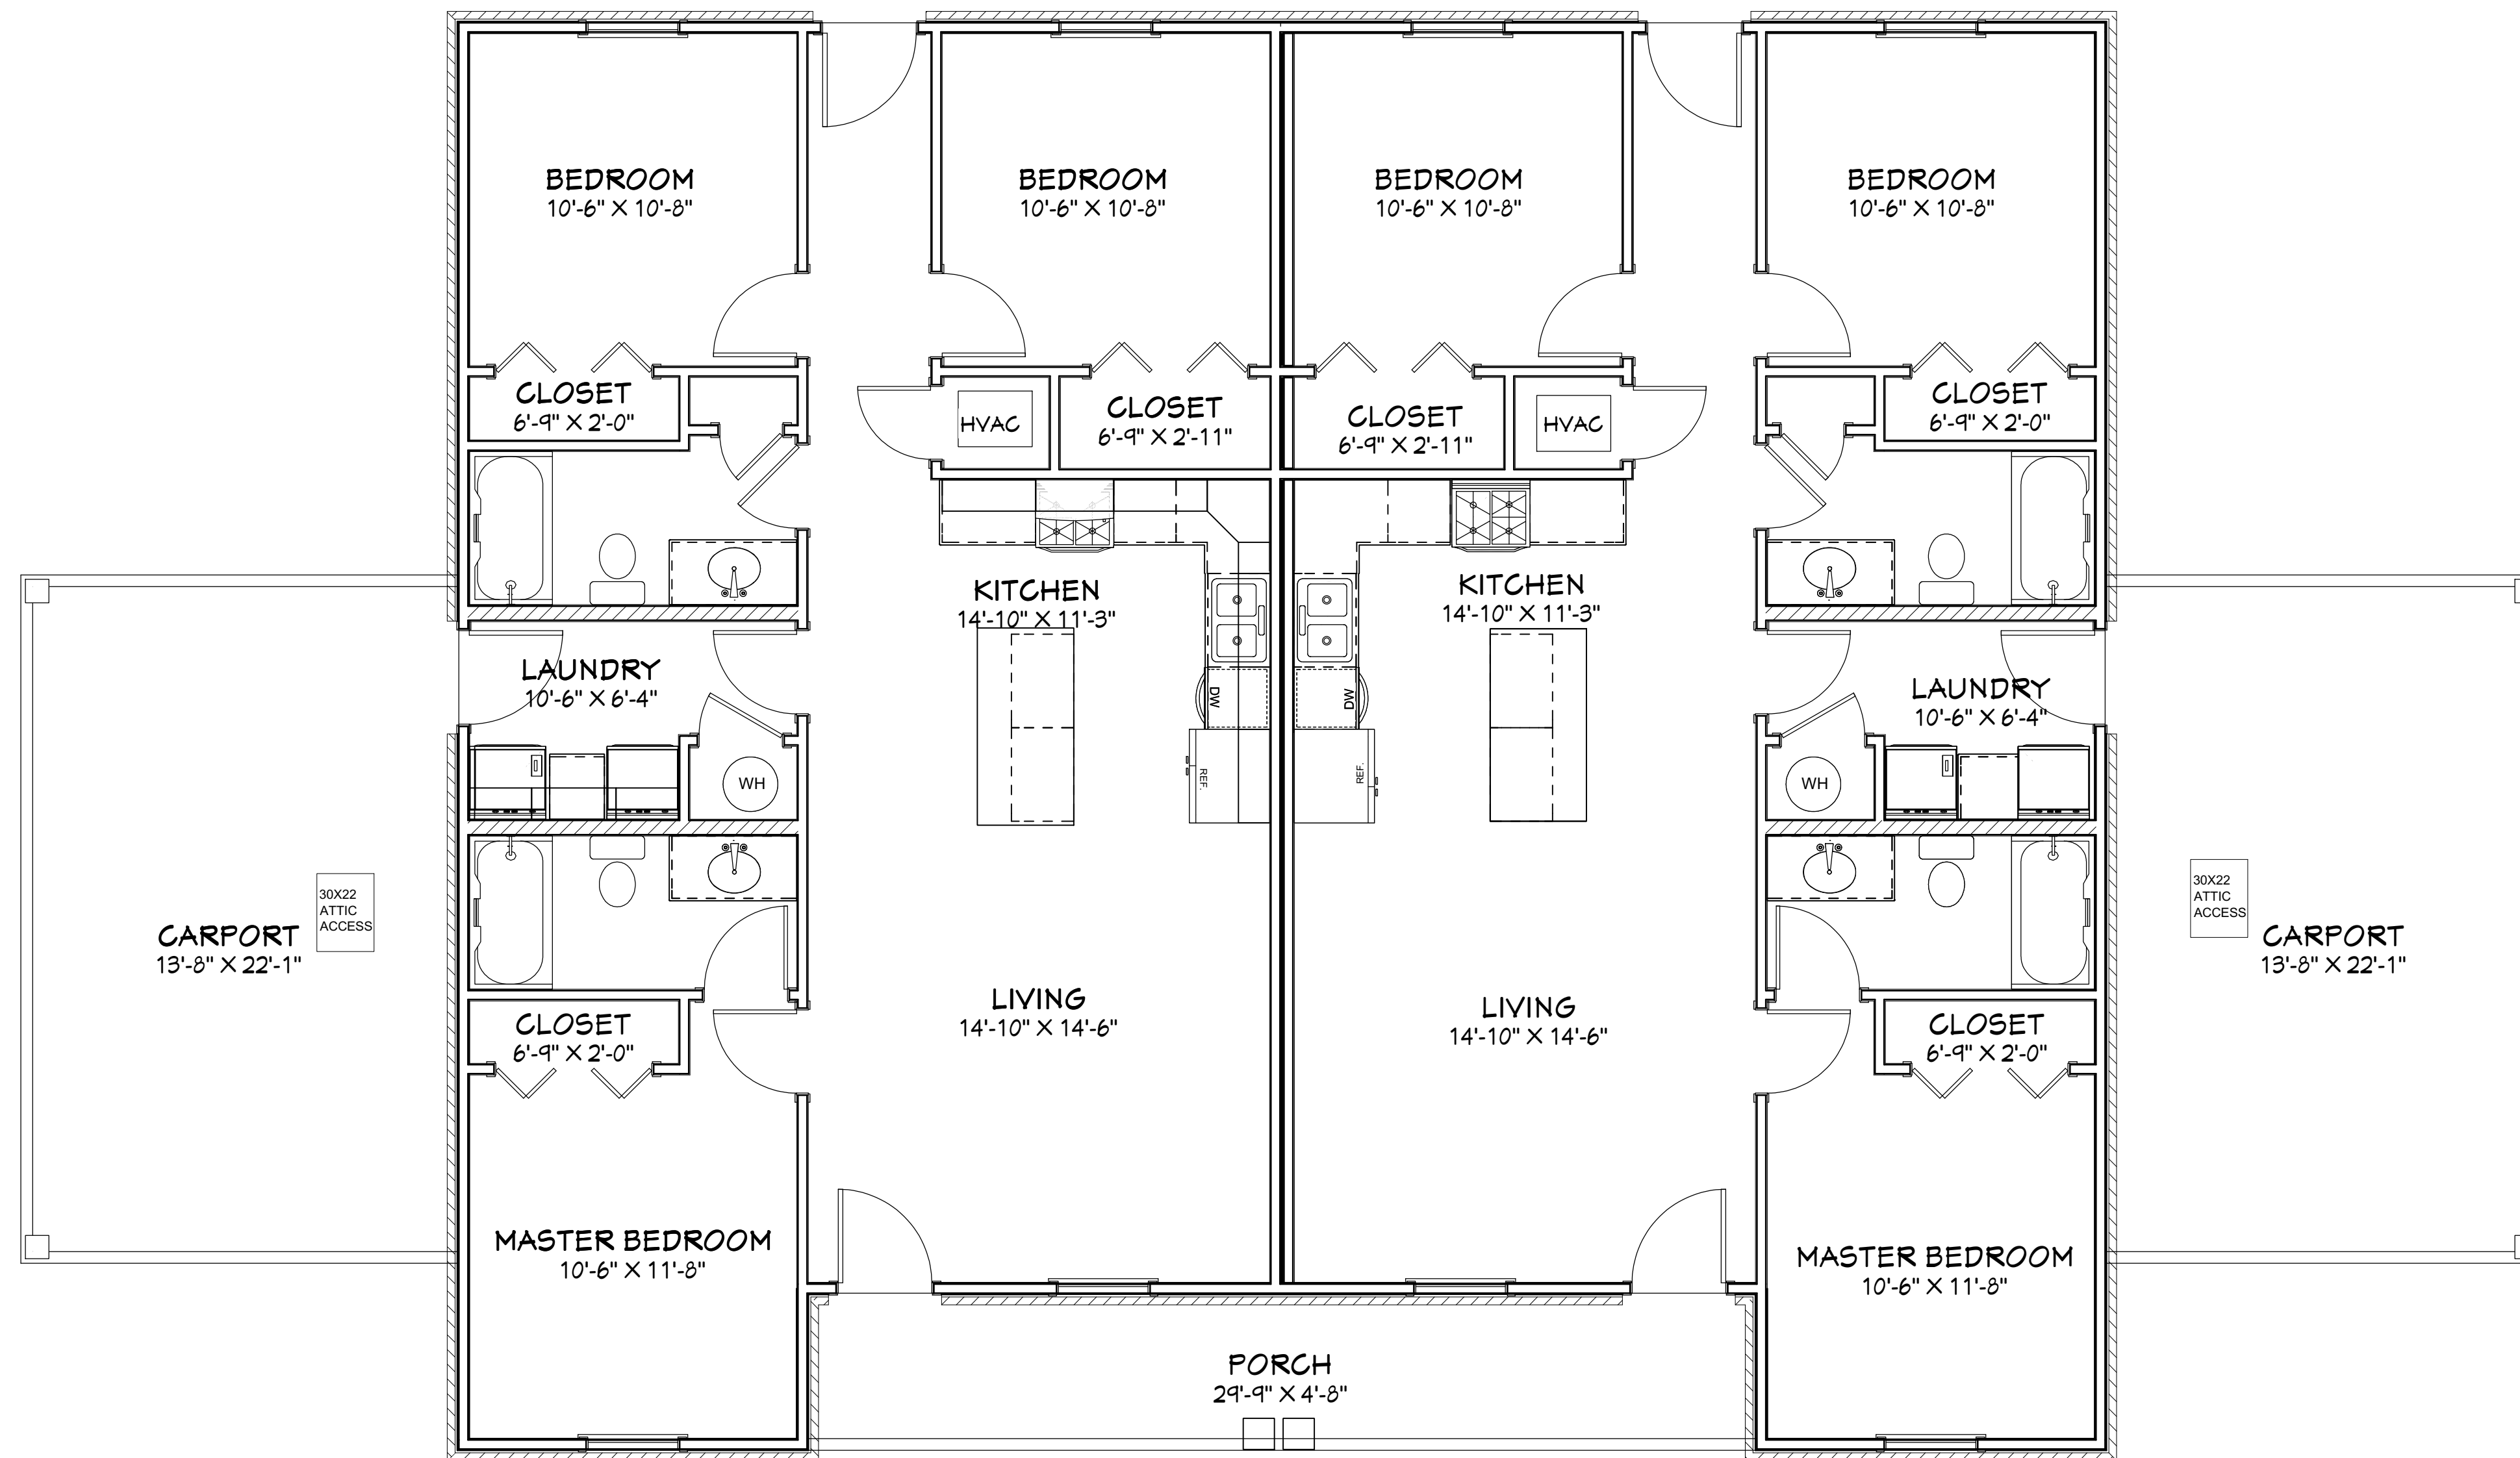 BEDROOM
10'-6" X 10'-8"
BEDROOM
10'-6" X 10'-8"
BEDROOM
10'-6" X 10'-8"
BEDROOM
10'-6" X 10'-8"
CLOSET
6'-9" X 2'-0"
HVAC
CLOSET
6'-9" X 2'-11"
CLOSET
6'-9" X 2'-11"
HVAC
CLOSET
6'-9" X 2'-0"
KITCHEN
14'-10" X 11'-3"
KITCHEN
14'-10" X 11'-3"
LAUNDRY
10'-6" X 6'-4"
DW
DW
LAUNDRY
10'-6" X 6'-4"
WH
REF.
REF.
WH
30X22
ATTIC
ACCESS
CARPORT
13'-8" X 22'-1"
30X22
ATTIC
ACCESS
CARPORT
13'-8" X 22'-1"
CLOSET
6'-9" X 2'-0"
LIVING
14'-10" X 14'-6"
LIVING
14'-10" X 14'-6"
CLOSET
6'-9" X 2'-0"
MASTER BEDROOM
10'-6" X 11'-8"
MASTER BEDROOM
10'-6" X 11'-8"
PORCH
29'-9" X 4'-8"